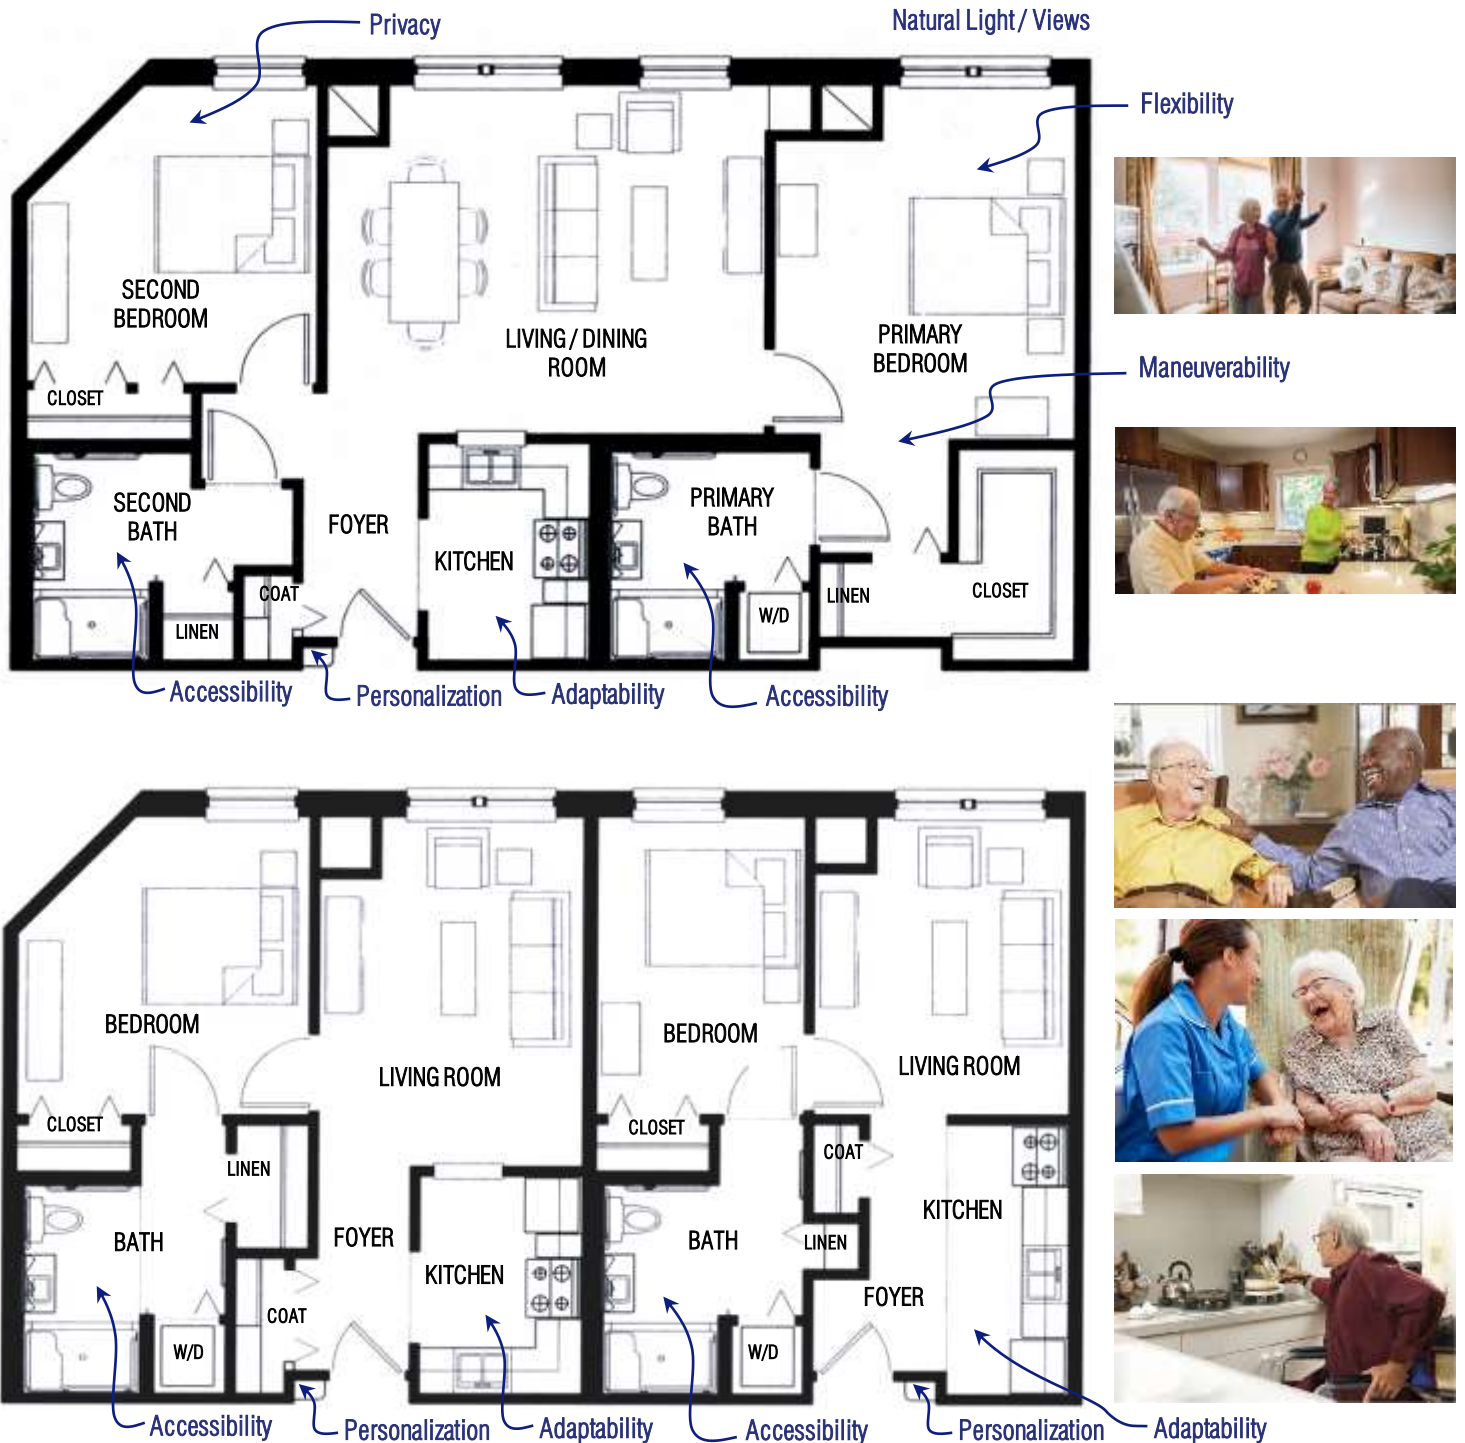 Privacy
Natural Light / Views
Flexibility
SECOND
BEDROOM
LIVING / DINING
ROOM
PRIMARY
BEDROOM
Maneuverability
CLOSET
SECOND
BATH
FOYER
KITCHEN
PRIMARY
BATH
COAT
LINEN
W/D
LINEN
CLOSET
Accessibility
Personalization
Adaptability
Accessibility
BEDROOM
LIVING ROOM
BEDROOM
LIVING ROOM
CLOSET
LINEN
CLOSET
COAT
BATH
FOYER
KITCHEN
BATH
LINEN
KITCHEN
FOYER
COAT
W/D
W/D
Accessibility
Personalization
Adaptability
Accessibility
Personalization
Adaptability